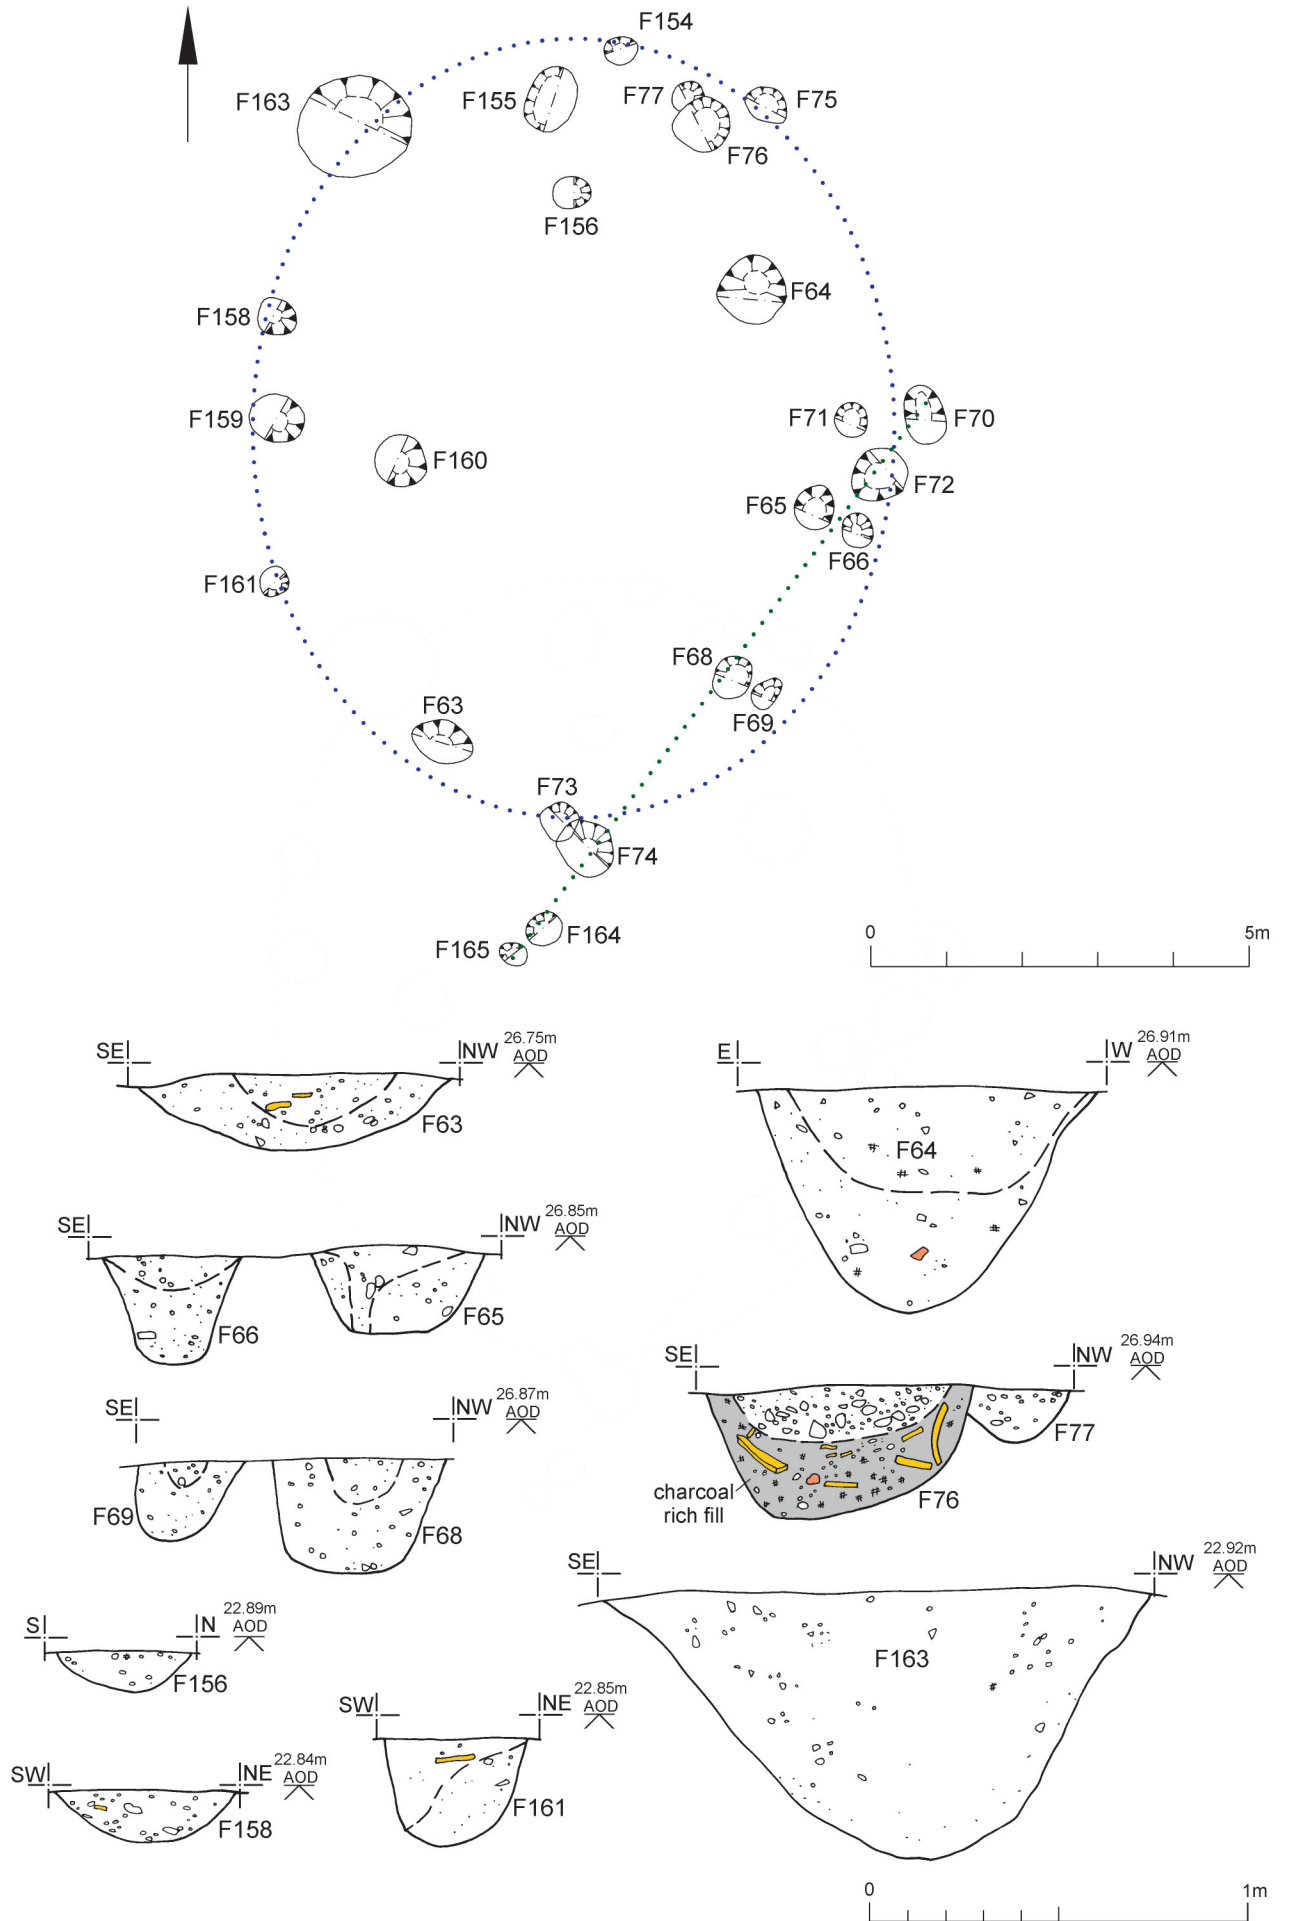 F154
F163
F155
F77
F75
F76
F156
F64
F158
F159
F160
F71
F70
F72
F65
F66
F161
F68
F69
F63
F73
F74
F164
F165
0 5m
SE NW 26.75m AOD
F63
E W 26.91m AOD
F64
SE NW 26.85m AOD
F66 F65
SE NW 26.94m AOD
F77
charcoal
rich fill
F76
SE NW 26.87m AOD
F69 F68
SE NW 22.92m AOD
F163
S N 22.89m AOD
F156
SW NE 22.85m AOD
F161
SW NE 22.84m AOD
F158
0 1m